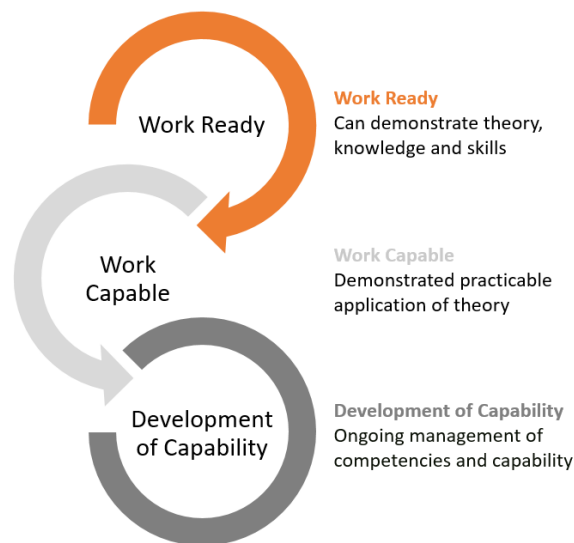 Work Ready
Work Ready
Can demonstrate theory,
knowledge and skills
Work
Capable
Work Capable
Demonstrated practicable
application of theory
Development
of Capability
Development of Capability
Ongoing management of
competencies and capability